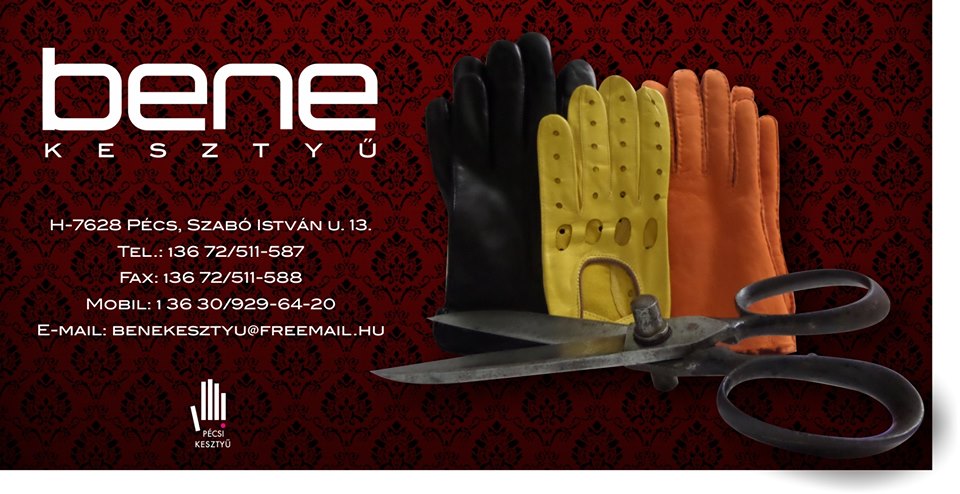 bene
KESZTYŰ
H-7628 Pécs, Szabó István u. 13.
Tel.: 136 72/511-587
Fax: 136 72/511-588
Mobil: 1 36 30/929-64-20
E-mail: benekesztyu@freemail.hu
PÉCSI
KESZTYŰ